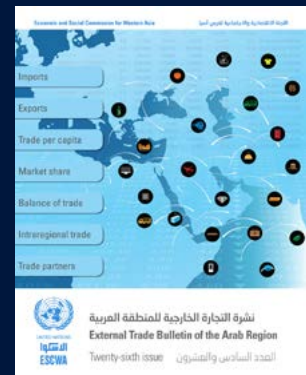 Economic and Social Commission for Western Asia
اللجنة الاقتصادية والاجتماعية لغربي آسيا
Imports
Exports
Trade per capita
Market share
Balance of trade
Intraregional trade
Trade partners
نشرة التجارة الخارجية للمنطقة العربية
External Trade Bulletin of the Arab Region
Twenty-sixth issue العدد السادس والعشرون
UNITED NATIONS
الإسكوا
ESCWA